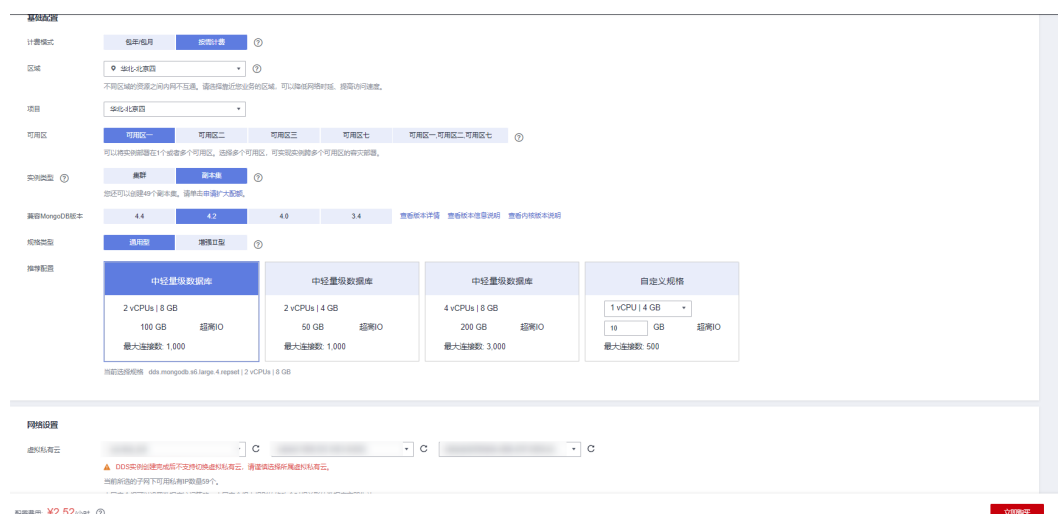 基础配置
计费模式 包年/包月 按需计费
区域 华北-北京四
不同区域的资源之间内网不互通。请选择靠近您业务的区域，可以降低网络时延，提高访问速度。
项目 华北-北京四
可用区 可用区一 可用区二 可用区三 可用区七 可用区一,可用区二,可用区七
可以将实例部署在1个或者多个可用区。选择多个可用区，可实现实例跨多个可用区的容灾部署。
实例类型 集群 副本集
您还可以创建49个副本集。请单击申请扩大配额。
兼容MongoDB版本 4.4 4.2 4.0 3.4 查看版本详情 查看版本信息说明 查看内核版本说明
规格类型 通用型 增强II型
推荐配置 中轻量级数据库 中轻量级数据库 中轻量级数据库 自定义规格
2 vCPUs | 8 GB 2 vCPUs | 4 GB 4 vCPUs | 8 GB 1 vCPU | 4 GB
100 GB 超高IO 50 GB 超高IO 200 GB 超高IO 10 GB 超高IO
最大连接数: 1,000 最大连接数: 1,000 最大连接数: 3,000 最大连接数: 500
当前选择规格 dds.mongodb.s6.large.4.repset | 2 vCPUs | 8 GB
网络设置
虚拟私有云
DDS实例创建完成后不支持切换虚拟私有云，请谨慎选择所属虚拟私有云。
当前所选的子网下可用私有IP数量59个。
配置费用 ¥2.52/小时 立即购买